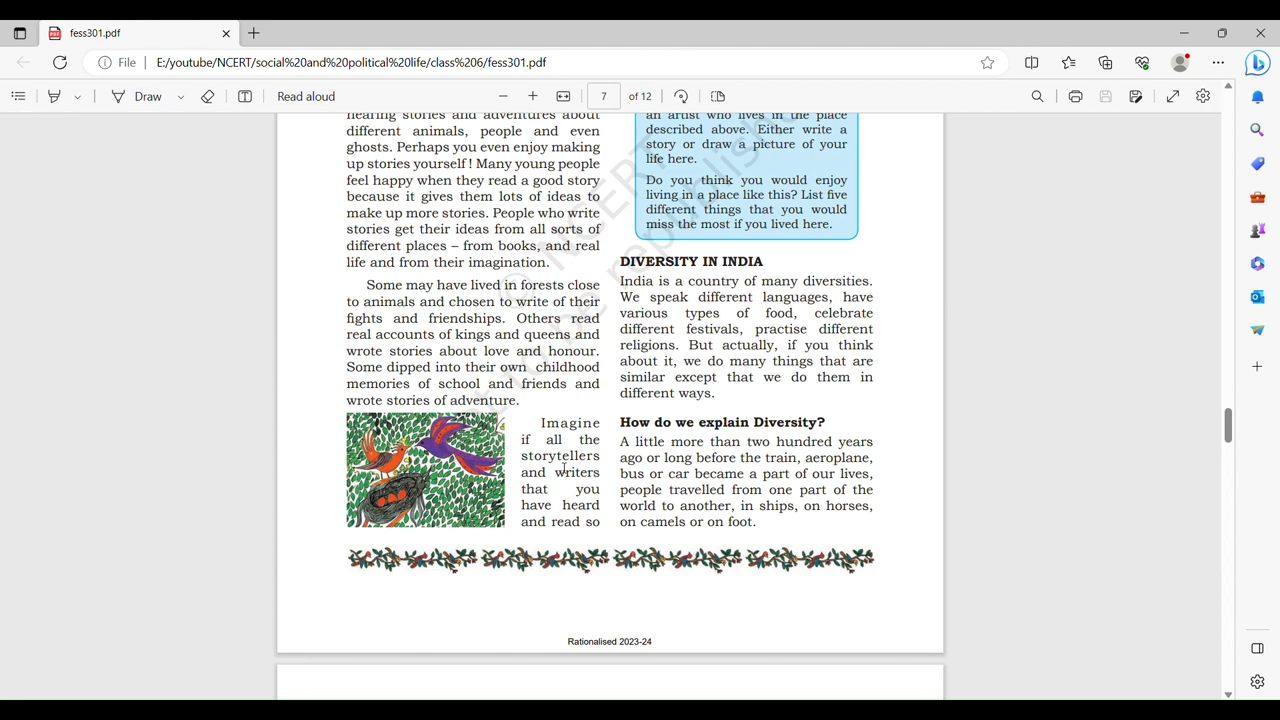 fess301.pdf
File
E:/youtube/NCERT/social%20and%20political%20life/class%206/fess301.pdf
Draw
Read aloud
7
of 12
hearing stories and adventures about
different animals, people and even
ghosts. Perhaps you even enjoy making
up stories yourself ! Many young people
feel happy when they read a good story
because it gives them lots of ideas to
make up more stories. People who write
stories get their ideas from all sorts of
different places – from books, and real
life and from their imagination.
Some may have lived in forests close
to animals and chosen to write of their
fights and friendships. Others read
real accounts of kings and queens and
wrote stories about love and honour.
Some dipped into their own childhood
memories of school and friends and
wrote stories of adventure.
Imagine
if all the
storytellers
and writers
that you
have heard
and read so
an artist who lives in the place
described above. Either write a
story or draw a picture of your
life here.
Do you think you would enjoy
living in a place like this? List five
different things that you would
miss the most if you lived here.
DIVERSITY IN INDIA
India is a country of many diversities.
We speak different languages, have
various types of food, celebrate
different festivals, practise different
religions. But actually, if you think
about it, we do many things that are
similar except that we do them in
different ways.
How do we explain Diversity?
A little more than two hundred years
ago or long before the train, aeroplane,
bus or car became a part of our lives,
people travelled from one part of the
world to another, in ships, on horses,
on camels or on foot.
© NCERT
to be republish
Rationalised 2023-24